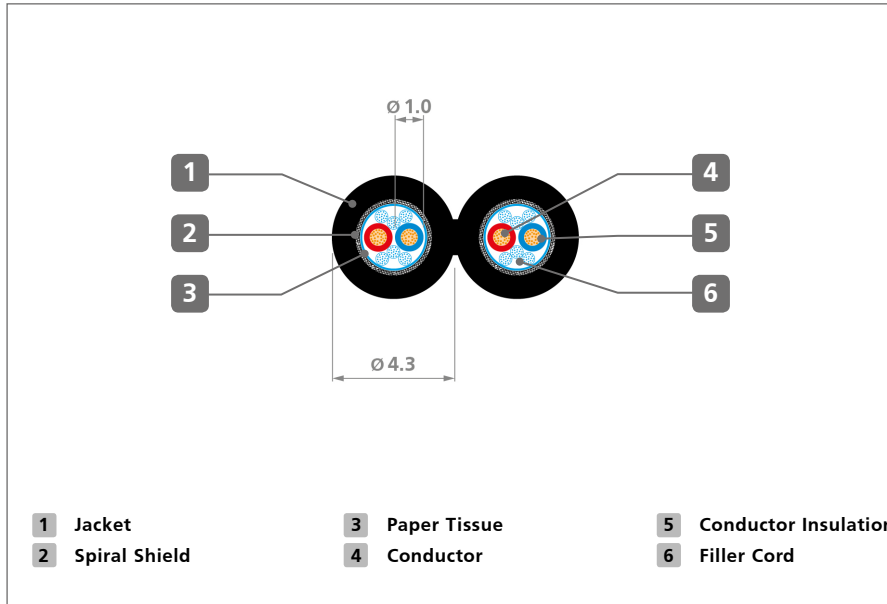 Ø 1.0
1
4
2
5
3
6
Ø 4.3
1 Jacket
3 Paper Tissue
5 Conductor Insulation
2 Spiral Shield
4 Conductor
6 Filler Cord